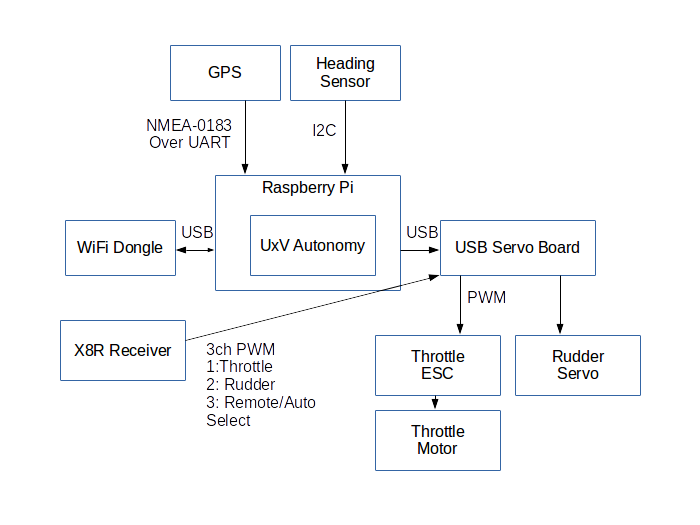 GPS
Heading
Sensor
NMEA-0183
Over UART
I2C
Raspberry Pi
UxV Autonomy
USB
WiFi Dongle
USB
USB Servo Board
PWM
X8R Receiver
3ch PWM
1:Throttle
2: Rudder
3: Remote/Auto
Select
Throttle
ESC
Rudder
Servo
Throttle
Motor